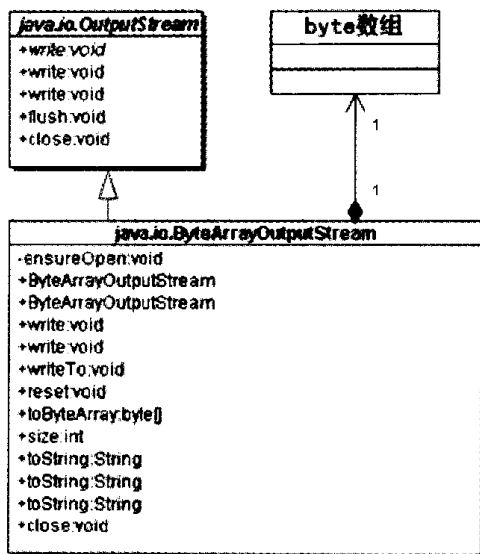 java.io.OutputStream
+write:void
+write:void
+write:void
+flush:void
+close:void
byte数组
1
1
java.io.ByteArrayOutputStream
-ensureOpen:void
+ByteArrayOutputStream
+ByteArrayOutputStream
+write:void
+write:void
+writeTo:void
+reset:void
+toByteArray:byte[]
+size:int
+toString:String
+toString:String
+toString:String
+close:void